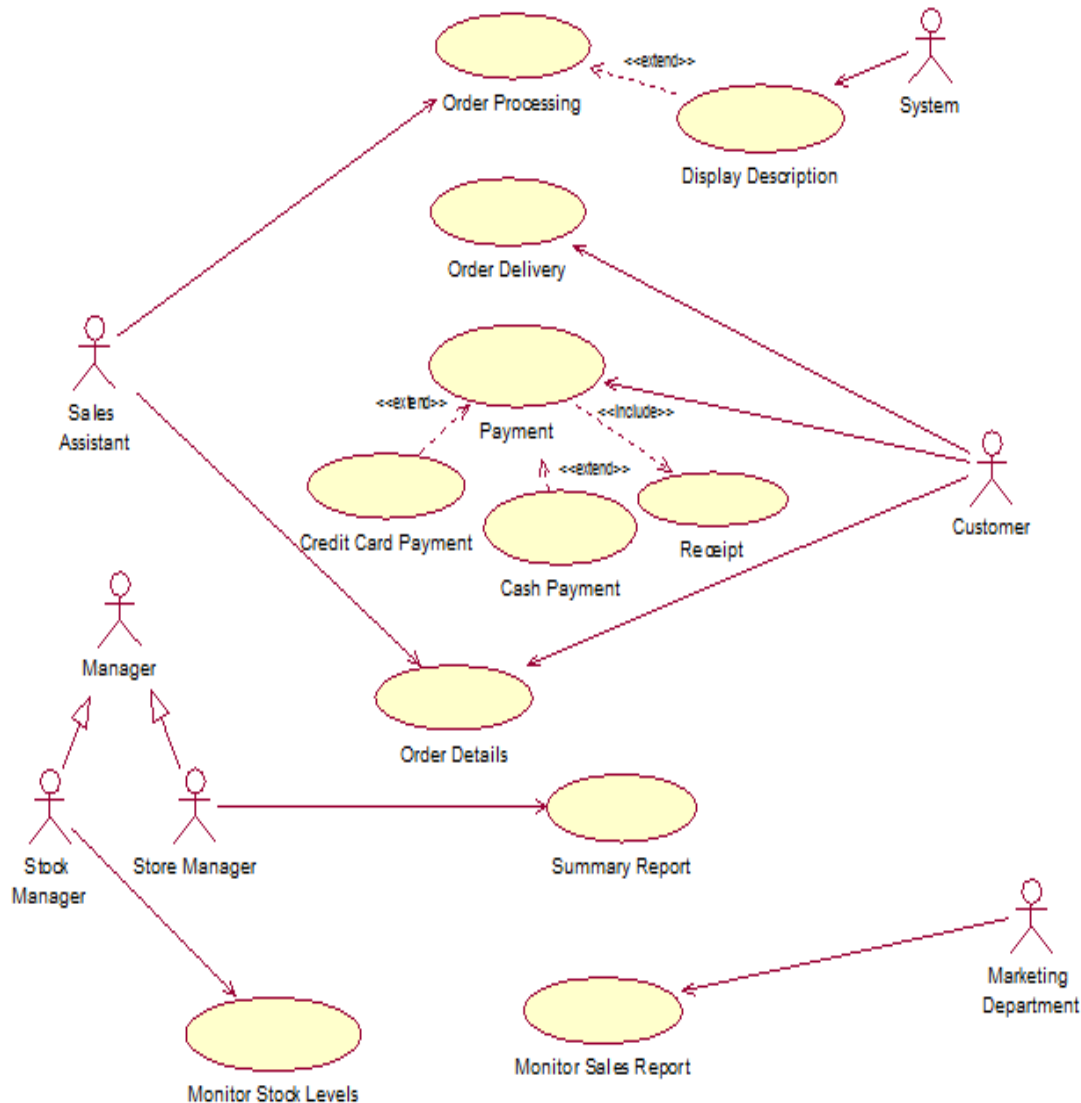 <<extend>>
Order Processing
System
Display Description
Order Delivery
Sales
Assistant
<<extend>>
<<include>>
Payment
<<extend>>
Credit Card Payment
Cash Payment
Receipt
Customer
Manager
Order Details
Stock
Manager
Store Manager
Summary Report
Marketing
Department
Monitor Sales Report
Monitor Stock Levels